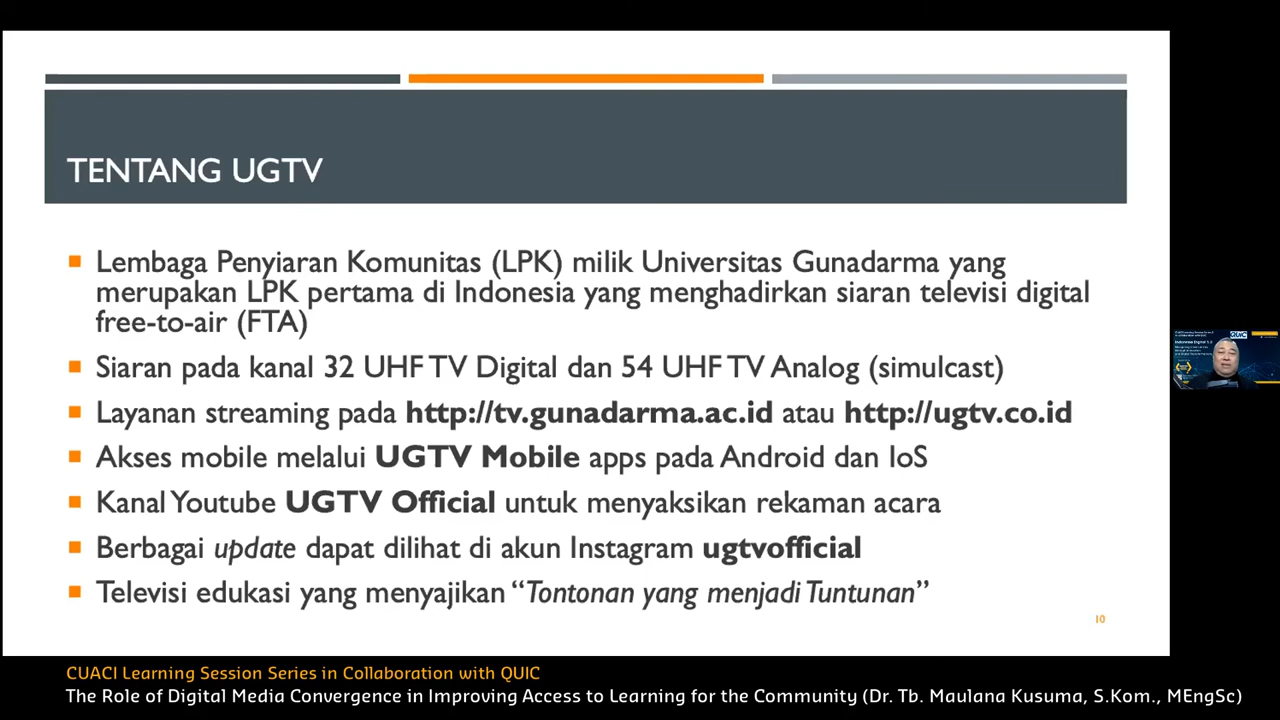 TENTANG UGTV
Lembaga Penyiaran Komunitas (LPK) milik Universitas Gunadarma yang
merupakan LPK pertama di Indonesia yang menghadirkan siaran televisi digital
free-to-air (FTA)
Siaran pada kanal 32 UHF TV Digital dan 54 UHF TV Analog (simulcast)
Layanan streaming pada http://tv.gunadarma.ac.id atau http://ugtv.co.id
Akses mobile melalui UGTV Mobile apps pada Android dan IoS
Kanal Youtube UGTV Official untuk menyaksikan rekaman acara
Berbagai update dapat dilihat di akun Instagram ugtvofficial
Televisi edukasi yang menyajikan “Tontonan yang menjadi Tuntunan”
10
QUIC
Indonesia Digital
CUACI Learning Session Series in Collaboration with QUIC
The Role of Digital Media Convergence in Improving Access to Learning for the Community (Dr. Tb. Maulana Kusuma, S.Kom., MEngSc)